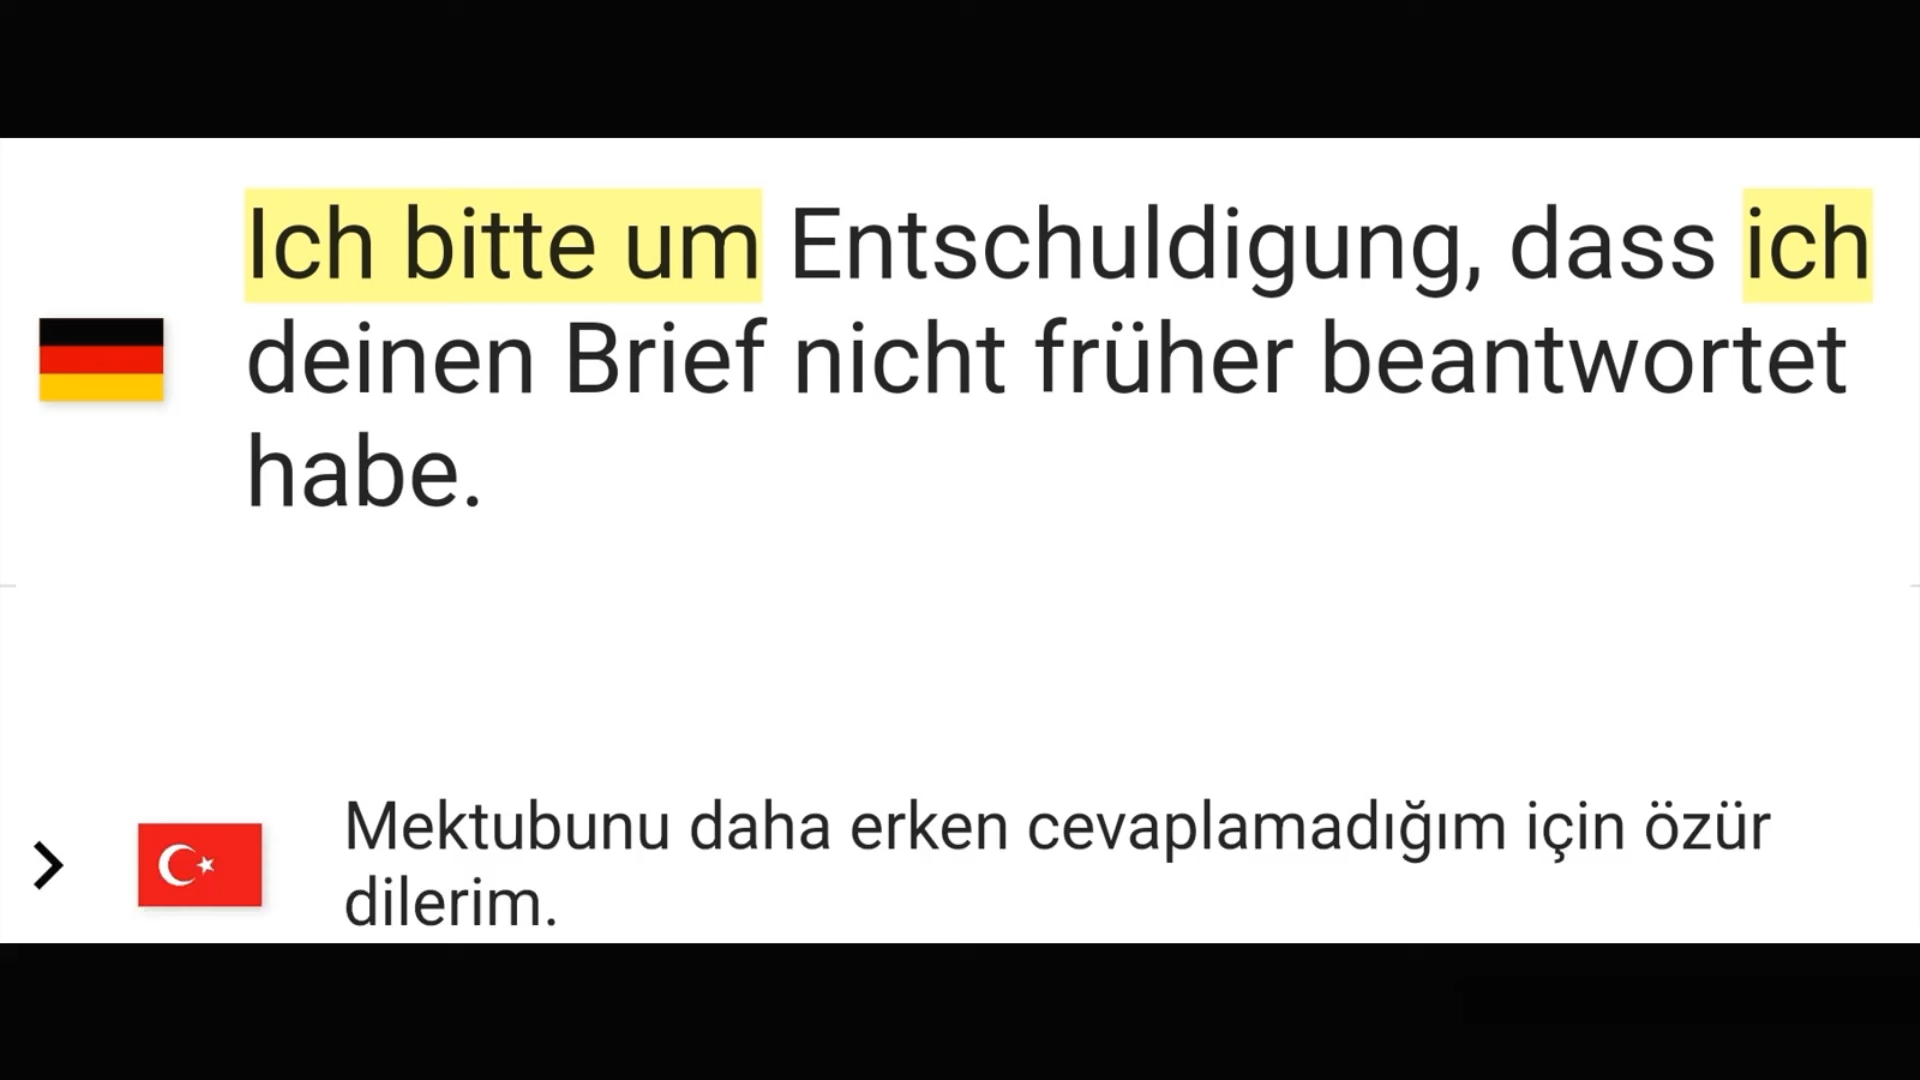 Ich bitte um Entschuldigung, dass ich
deinen Brief nicht früher beantwortet
habe.
Mektubunu daha erken cevaplamadığım için özür
dilerim.